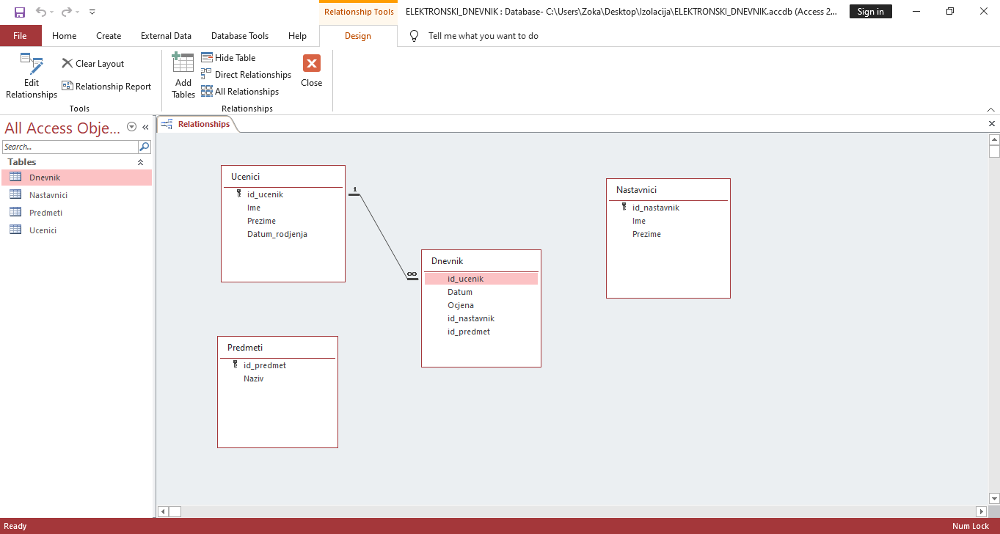 Relationship Tools
ELEKTRONSKI_DNEVNIK : Database- C:\Users\Zoka\Desktop\Izolacija\ELEKTRONSKI_DNEVNIK.accdb (Access 2...
Sign in
File Home Create External Data Database Tools Help Design Tell me what you want to do
Edit Relationships
Clear Layout
Relationship Report
Tools
Add Tables
Hide Table
Direct Relationships
All Relationships
Close
Relationships
All Access Obje...
Search...
Tables
Dnevnik
Nastavnici
Predmeti
Ucenici
Relationships
Ucenici
id_ucenik
Ime
Prezime
Datum_rodjenja
1
∞
Dnevnik
id_ucenik
Datum
Ocjena
id_nastavnik
id_predmet
Nastavnici
id_nastavnik
Ime
Prezime
Predmeti
id_predmet
Naziv
Ready
Num Lock